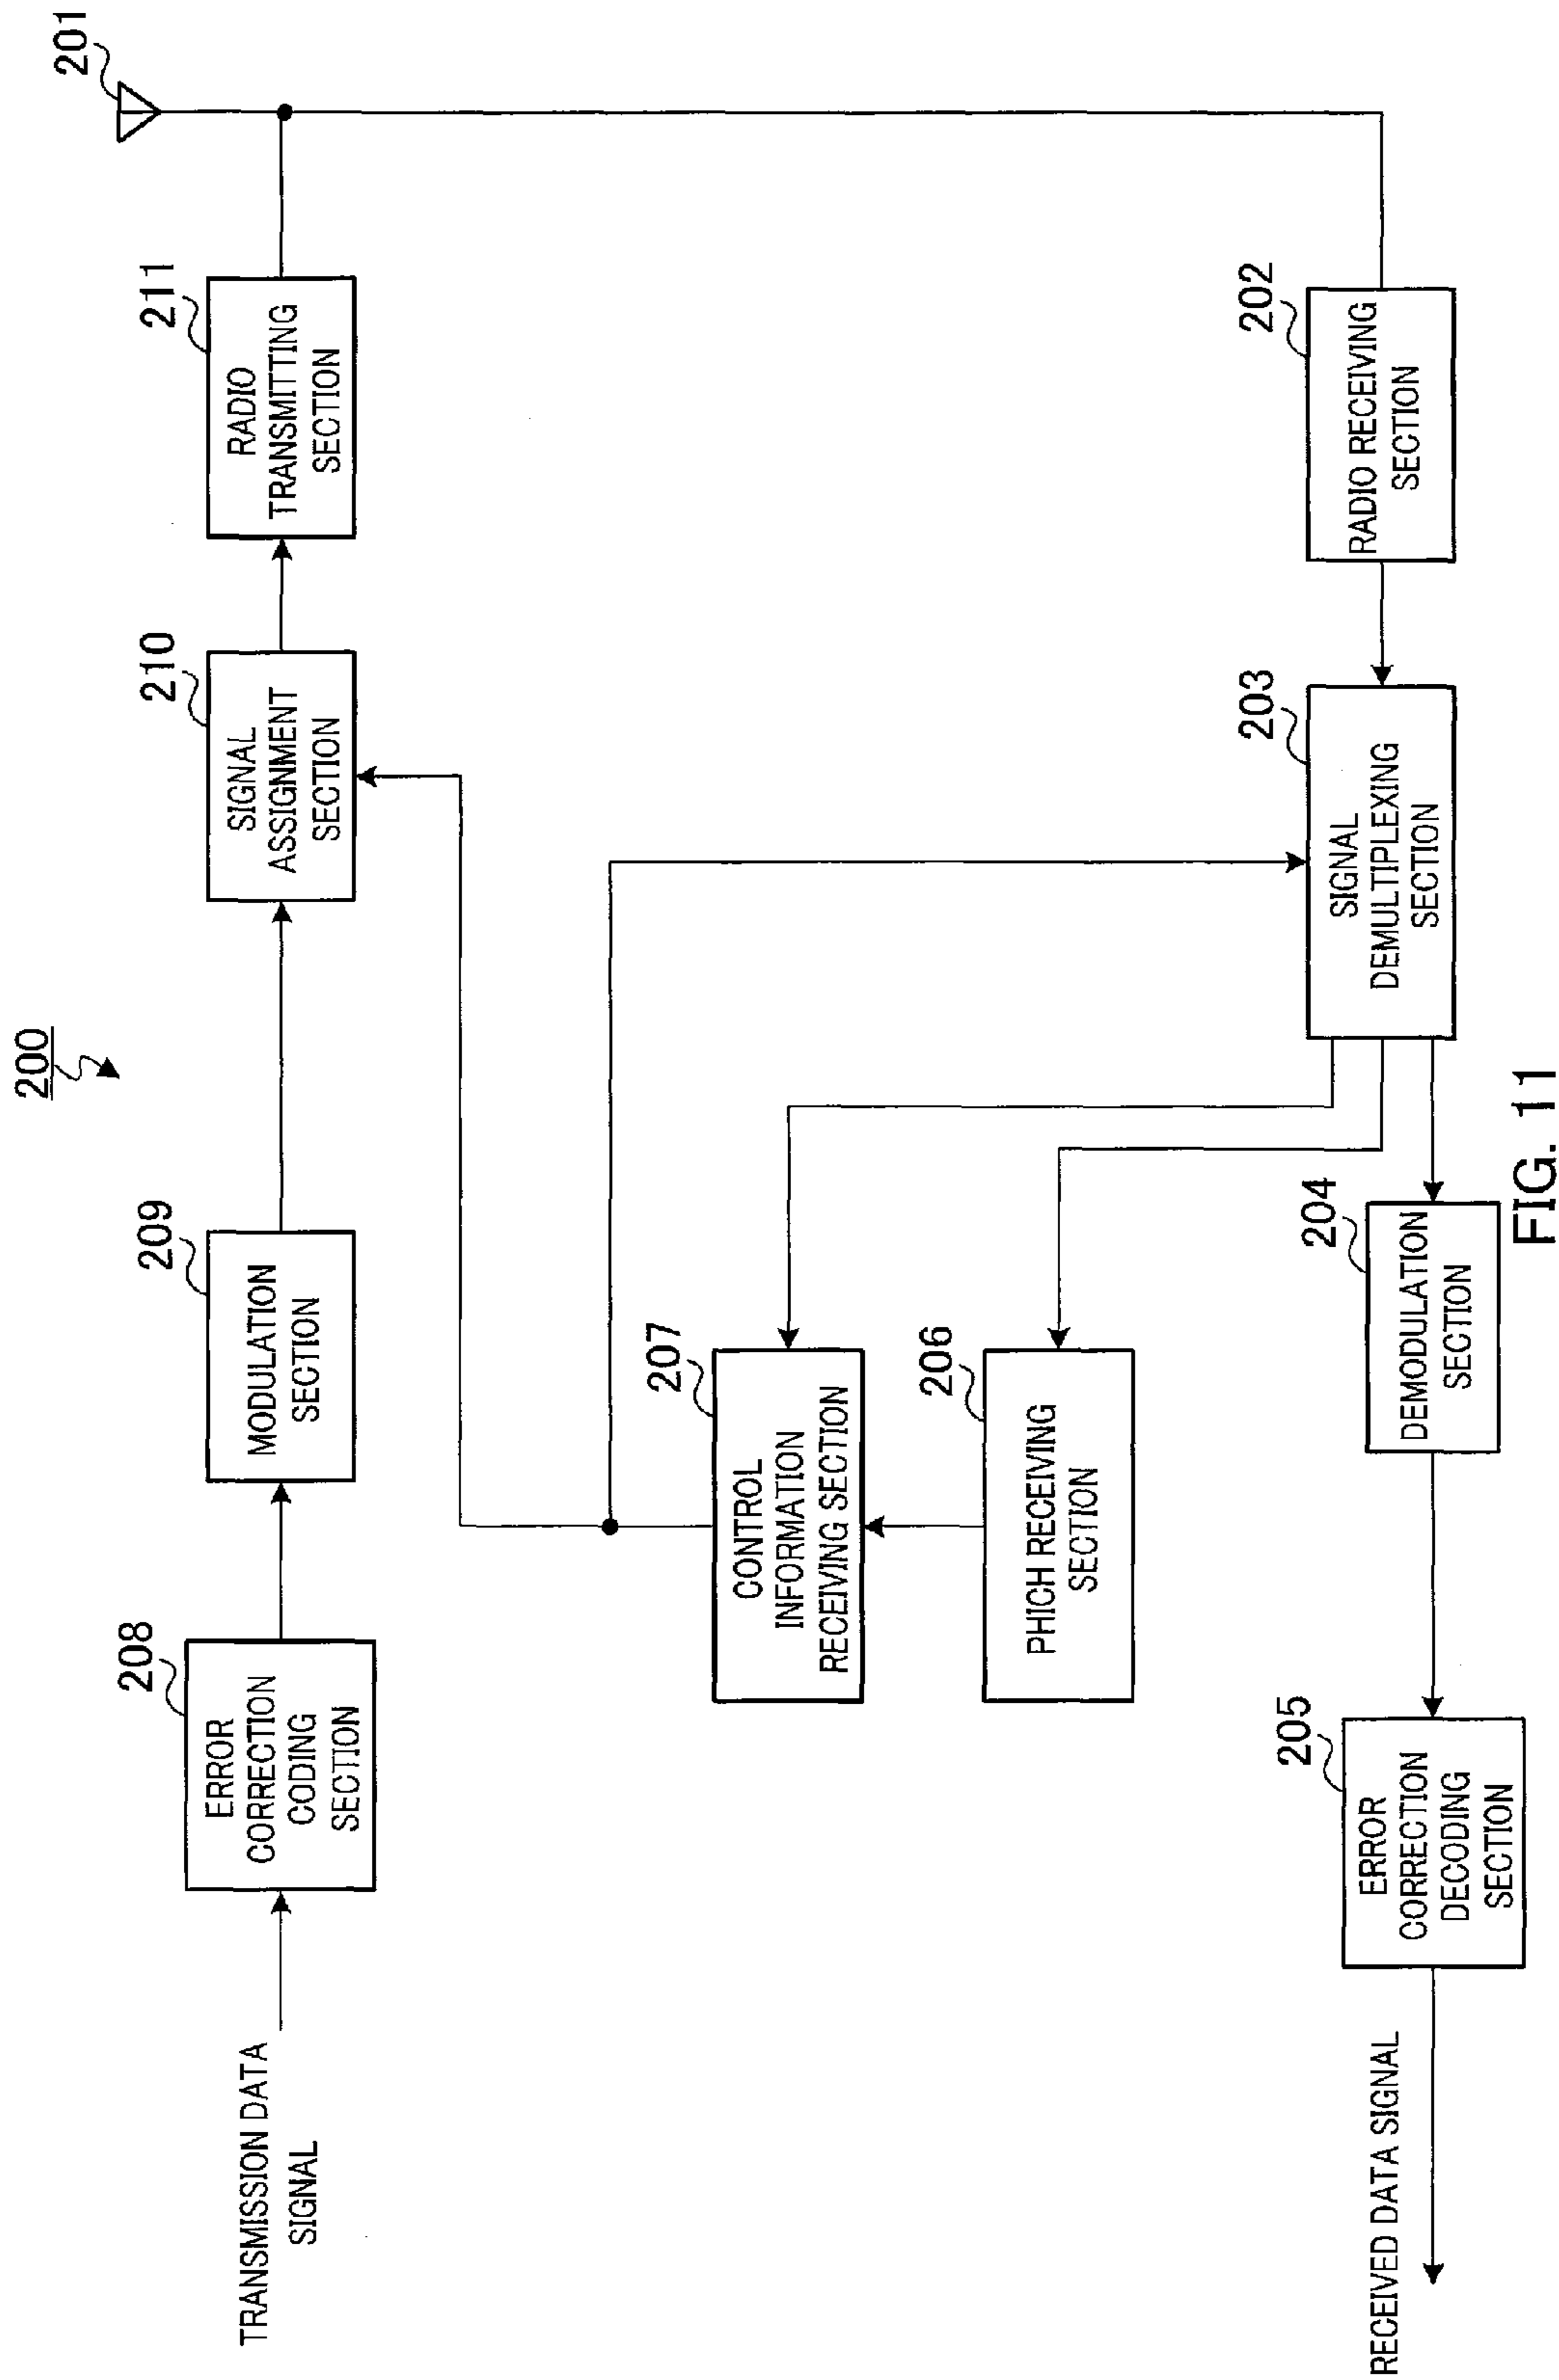 200
TRANSMISSION DATA
SIGNAL
208
ERROR
CORRECTION
CODING
SECTION
209
MODULATION
SECTION
210
SIGNAL
ASSIGNMENT
SECTION
211
RADIO
TRANSMITTING
SECTION
201
207
CONTROL
INFORMATION
RECEIVING SECTION
206
PHICH RECEIVING
SECTION
RECEIVED DATA SIGNAL
205
ERROR
CORRECTION
DECODING
SECTION
204
DEMODULATION
SECTION
203
SIGNAL
DEMULTIPLEXING
SECTION
202
RADIO RECEIVING
SECTION
FIG. 11